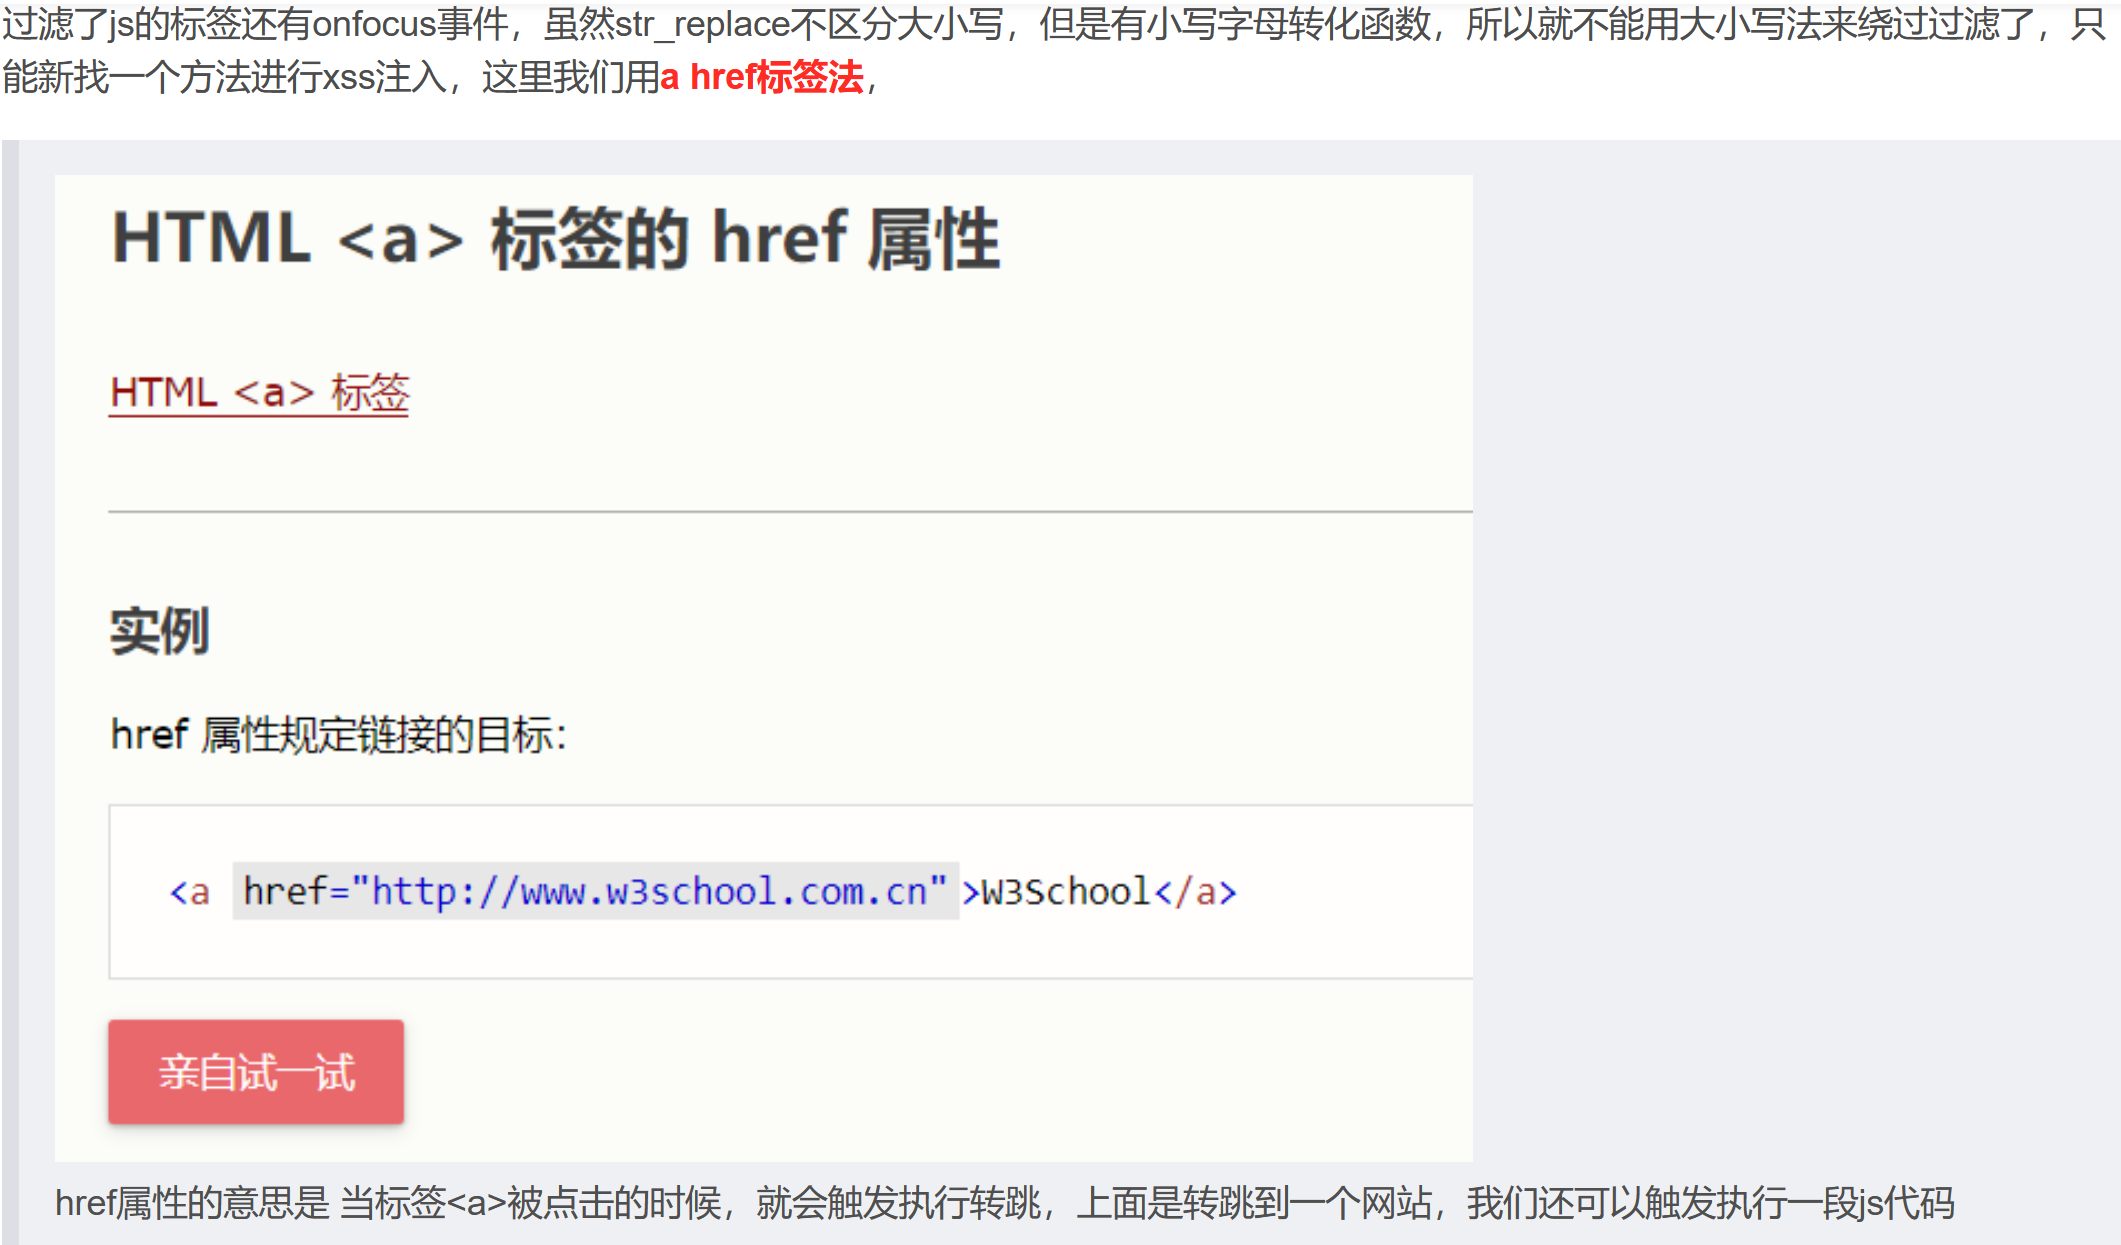 过滤了js的标签还有onfocus事件，虽然str_replace不区分大小写，但是有小写字母转化函数，所以就不能用大小写法来绕过过滤了，只
能新找一个方法进行xss注入，这里我们用a href标签法，
HTML <a> 标签的 href 属性
HTML <a> 标签
实例
href 属性规定链接的目标：
<a href="http://www.w3school.com.cn">W3School</a>
亲自试一试
href属性的意思是 当标签<a>被点击的时候，就会触发执行转跳，上面是转跳到一个网站，我们还可以触发执行一段js代码